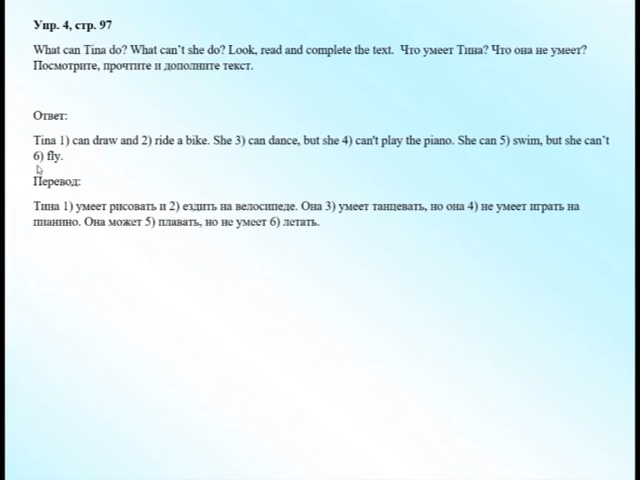 Упр. 4, стр. 97
What can Tina do? What can't she do? Look, read and complete the text.  Что умеет Тина? Что она не умеет?
Посмотрите, прочтите и дополните текст.
Ответ:
Tina 1) can draw and 2) ride a bike. She 3) can dance, but she 4) can't play the piano. She can 5) swim, but she can't
6) fly.
Перевод:
Тина 1) умеет рисовать и 2) ездить на велосипеде. Она 3) умеет танцевать, но она 4) не умеет играть на
пианино. Она может 5) плавать, но не умеет 6) летать.